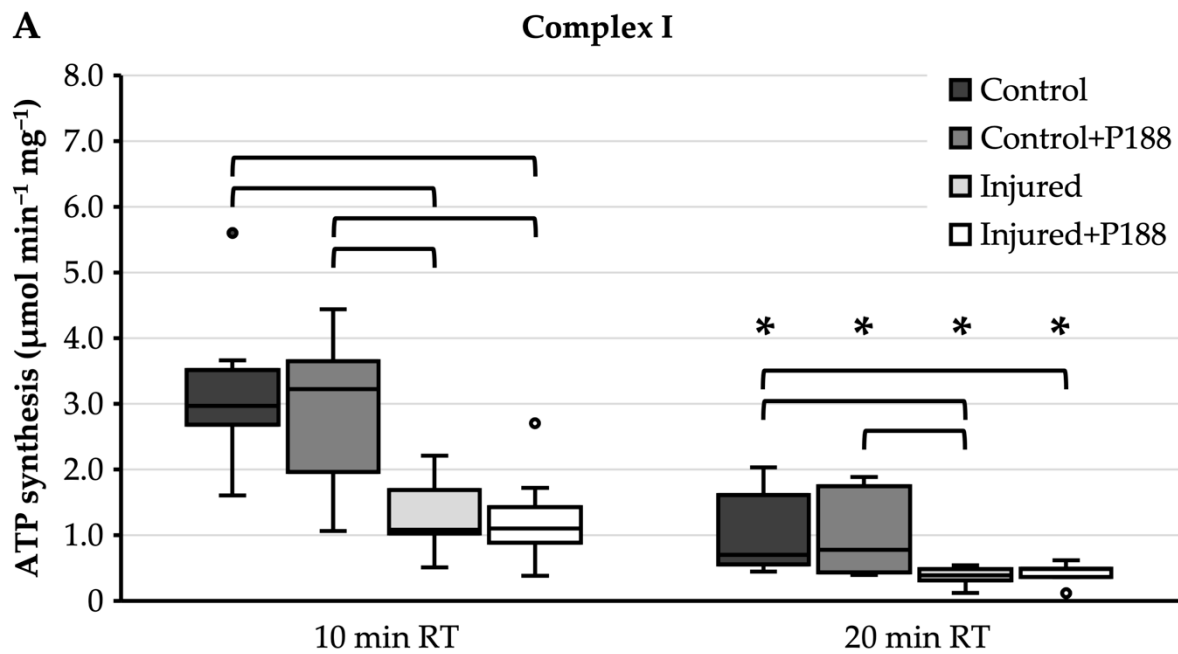 A
Complex I
ATP synthesis (μmol min⁻¹ mg⁻¹)
8.0
7.0
6.0
5.0
4.0
3.0
2.0
1.0
0
Control
Control+P188
Injured
Injured+P188
* * * *
10 min RT
20 min RT